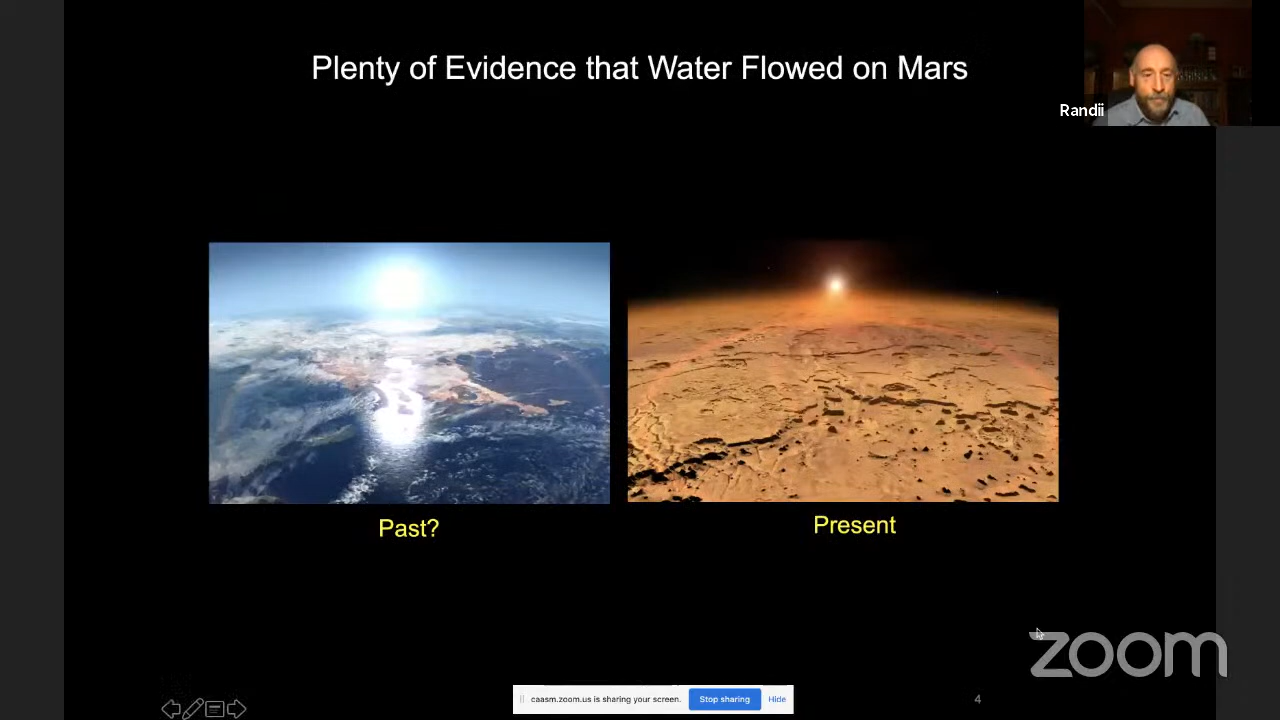 Plenty of Evidence that Water Flowed on Mars
Randii
Past?
Present
zoom
caasm.zoom.us is sharing your screen.
Stop sharing
Hide
4